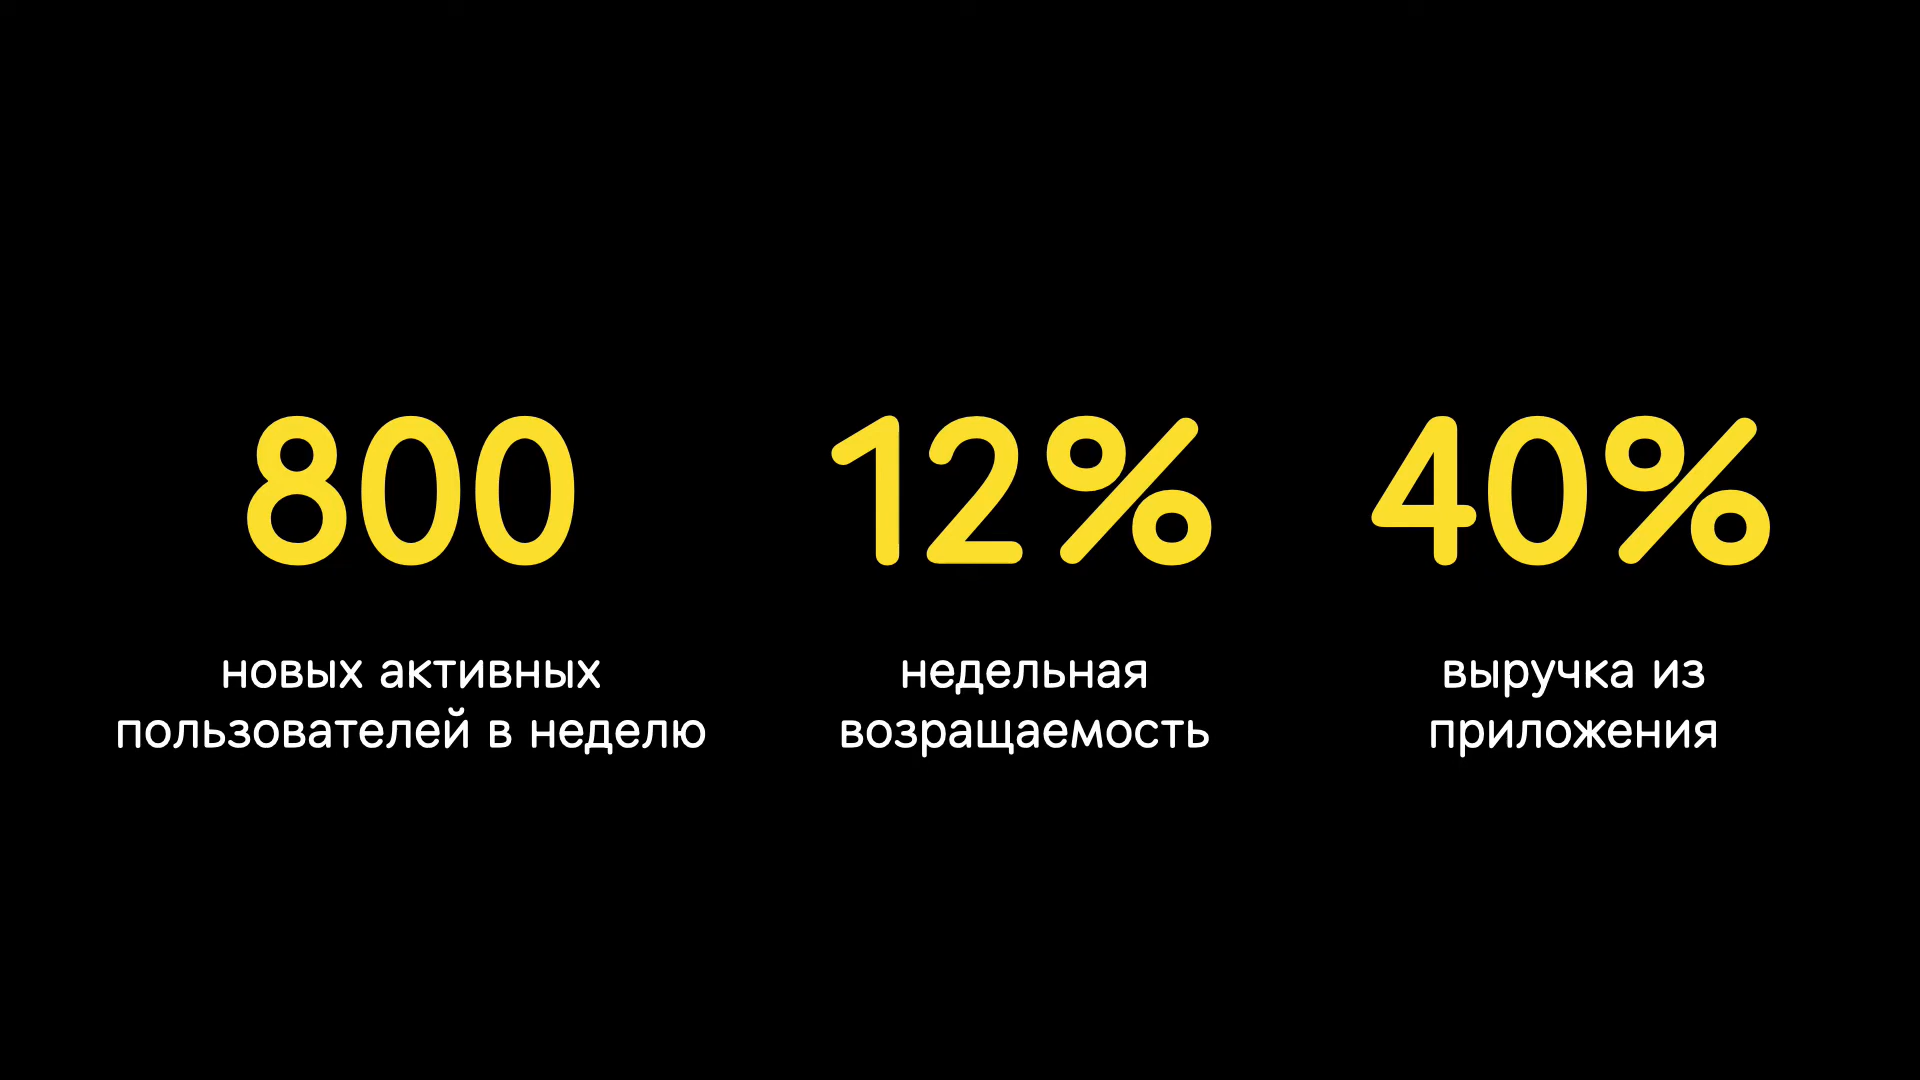 800
новых активных
пользователей в неделю
12%
недельная
возращаемость
40%
выручка из
приложения